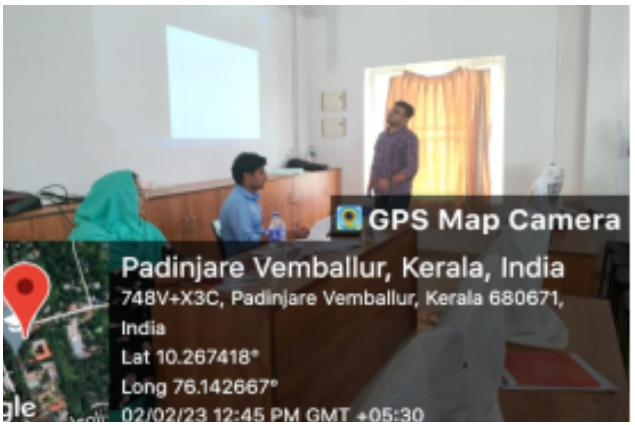 GPS Map Camera
Padinjare Vemballur, Kerala, India
748V+X3C, Padinjare Vemballur, Kerala 680671,
India
Lat 10.267418°
Long 76.142667°
02/02/23 12:45 PM GMT +05:30
gle